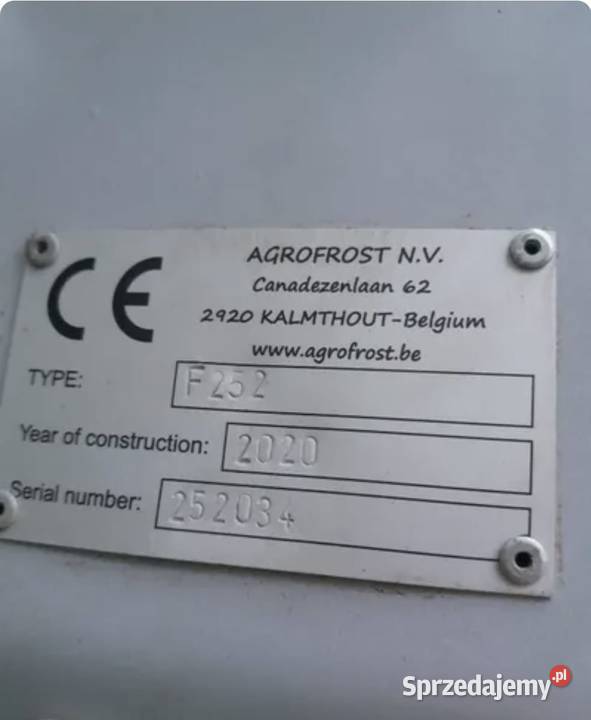 CE
AGROFROST N.V.
Canadezenlaan 62
2920 KALMTHOUT-Belgium
www.agrofrost.be
TYPE: F252
Year of construction: 2020
Serial number: 252034
Sprzedajemy.pl